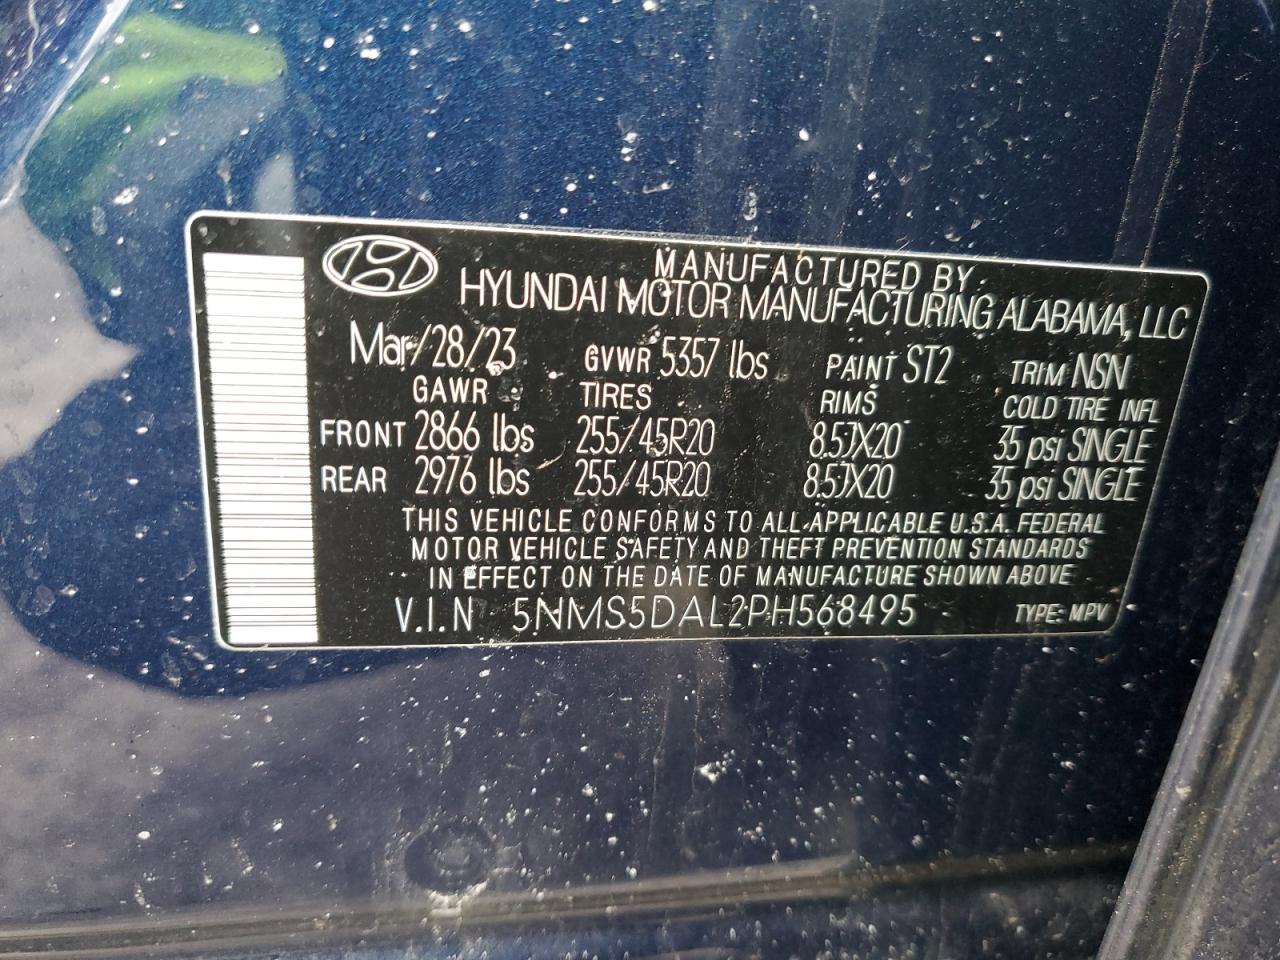 MANUFACTURED BY
HYUNDAI MOTOR MANUFACTURING ALABAMA, LLC
Mar/28/23 GVWR 5357 lbs PAINT ST2 TRIM NSN
GAWR TIRES RIMS COLD TIRE INFL
FRONT 2866 lbs 255/45R20 8.5JX20 35 psi SINGLE
REAR 2976 lbs 255/45R20 8.5JX20 35 psi SINGLE
THIS VEHICLE CONFORMS TO ALL APPLICABLE U.S.A. FEDERAL
MOTOR VEHICLE SAFETY AND THEFT PREVENTION STANDARDS
IN EFFECT ON THE DATE OF MANUFACTURE SHOWN ABOVE
V.I.N 5NMS5DAL2PH568495 TYPE: MPV